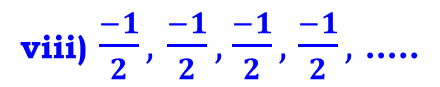 viii) -1/2 , -1/2 , -1/2 , -1/2 , .....